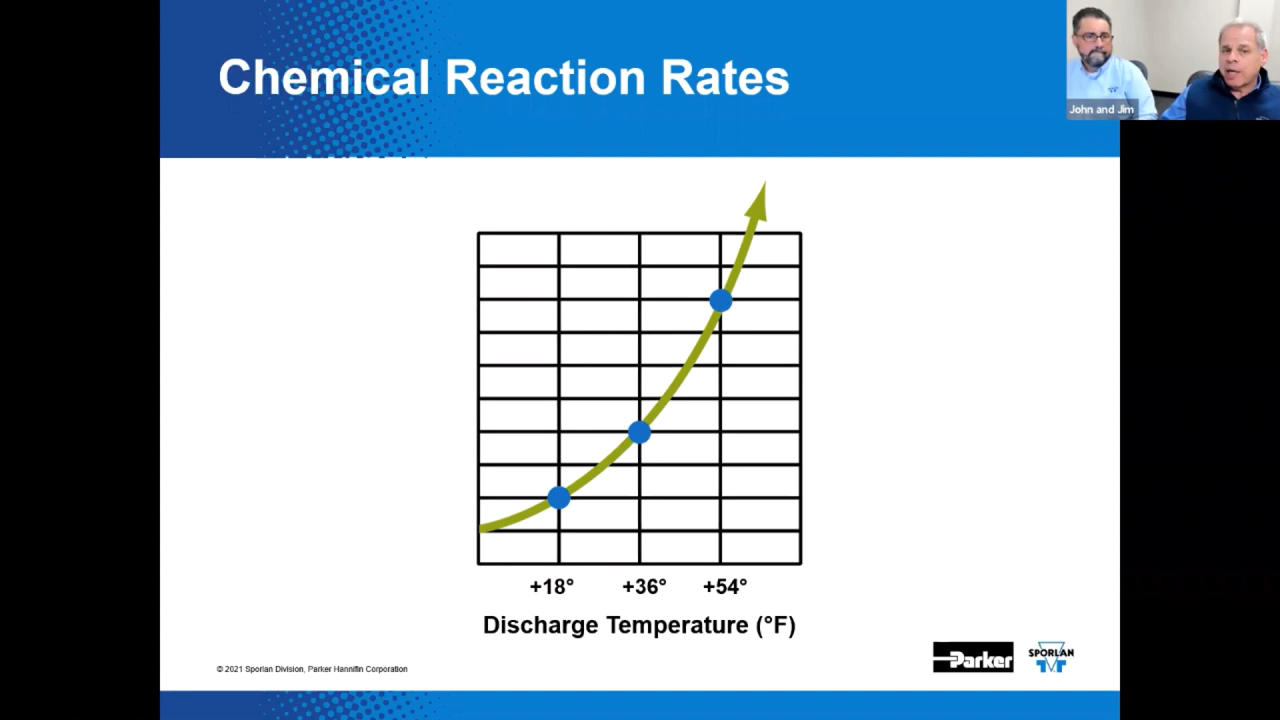 Chemical Reaction Rates
John and Jim
+18° +36° +54°
Discharge Temperature (°F)
© 2021 Sporlan Division, Parker Hannifin Corporation
Parker
SPORLAN